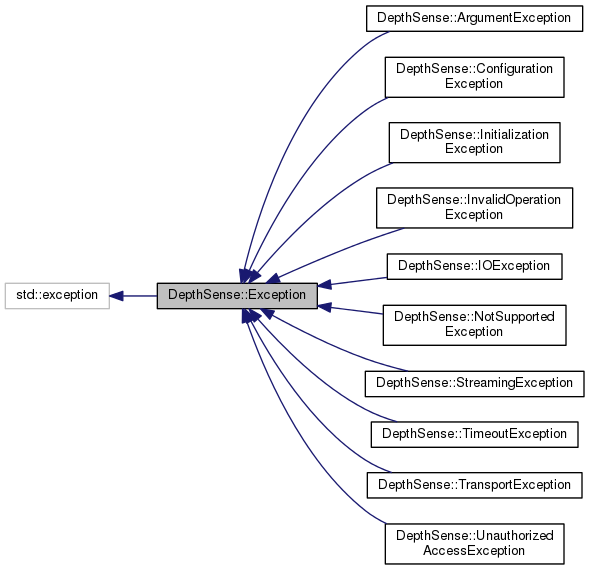 DepthSense::ArgumentException
DepthSense::Configuration
Exception
DepthSense::Initialization
Exception
DepthSense::InvalidOperation
Exception
DepthSense::IOException
std::exception
DepthSense::Exception
DepthSense::NotSupported
Exception
DepthSense::StreamingException
DepthSense::TimeoutException
DepthSense::TransportException
DepthSense::Unauthorized
AccessException